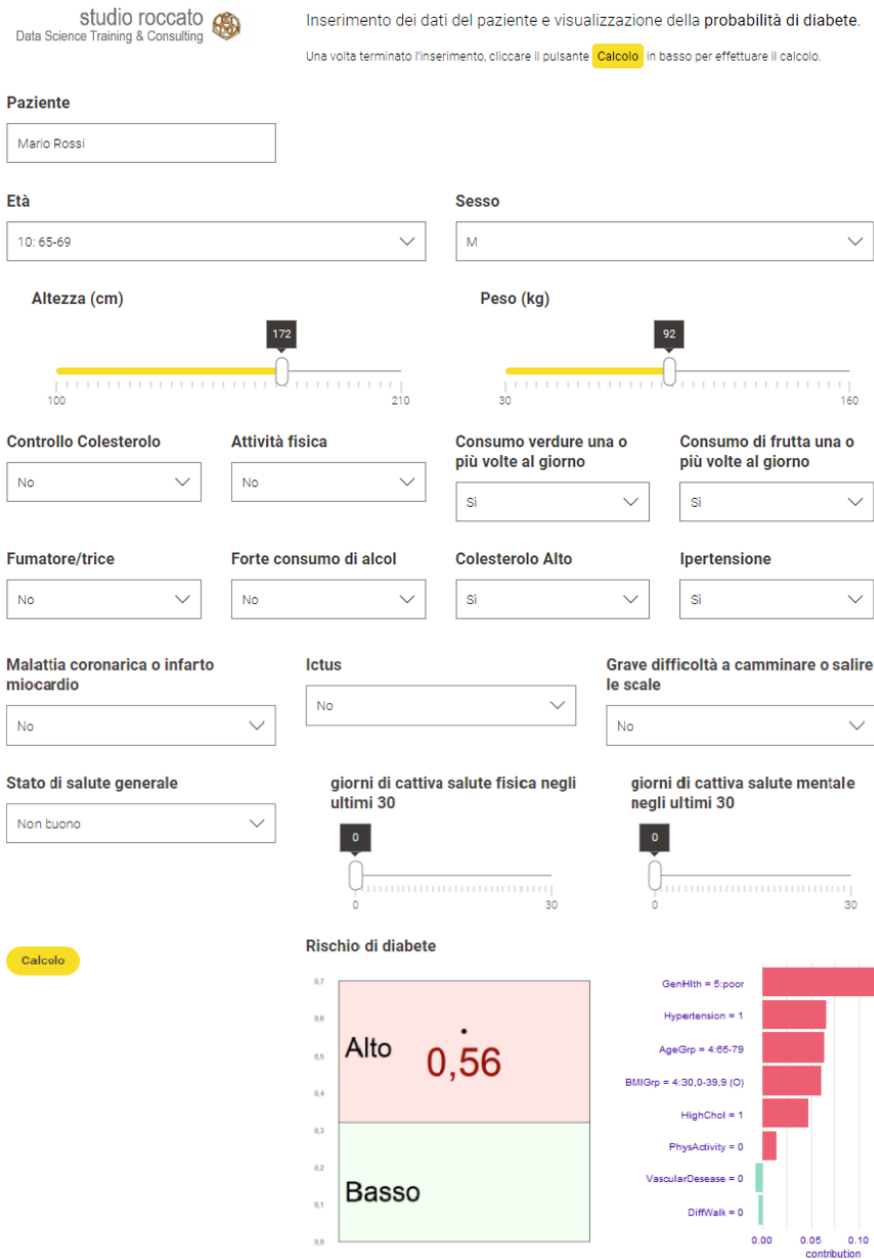 studio roccato
Data Science Training & Consulting
Inserimento dei dati del paziente e visualizzazione della probabilità di diabete.
Una volta terminato l'inserimento, cliccare il pulsante Calcolo in basso per effettuare il calcolo.
Paziente
Mario Rossi
Età
Sesso
10: 65-69
M
Altezza (cm)
Peso (kg)
172
92
100
210
30
160
Controllo Colesterolo
Attività fisica
Consumo verdure una o
più volte al giorno
Consumo di frutta una o
più volte al giorno
No
No
Sì
Sì
Fumatore/trice
Forte consumo di alcol
Colesterolo Alto
Ipertensione
No
No
Sì
Sì
Malattia coronarica o infarto
miocardio
Ictus
Grave difficoltà a camminare o salire
le scale
No
No
No
Stato di salute generale
giorni di cattiva salute fisica negli
ultimi 30
giorni di cattiva salute mentale
negli ultimi 30
Non buono
0
0
0
30
0
30
Calcolo
Rischio di diabete
0,7
0,6
0,5
0,4
0,3
0,2
0,1
0,0
Alto
0,56
Basso
GenHlth = 5:poor
Hypertension = 1
AgeGrp = 4:65-79
BMIGrp = 4:30,0-39,9 (O)
HighChol = 1
PhysActivity = 0
VascularDesease = 0
DiffWalk = 0
0.00
0.05
0.10
contribution